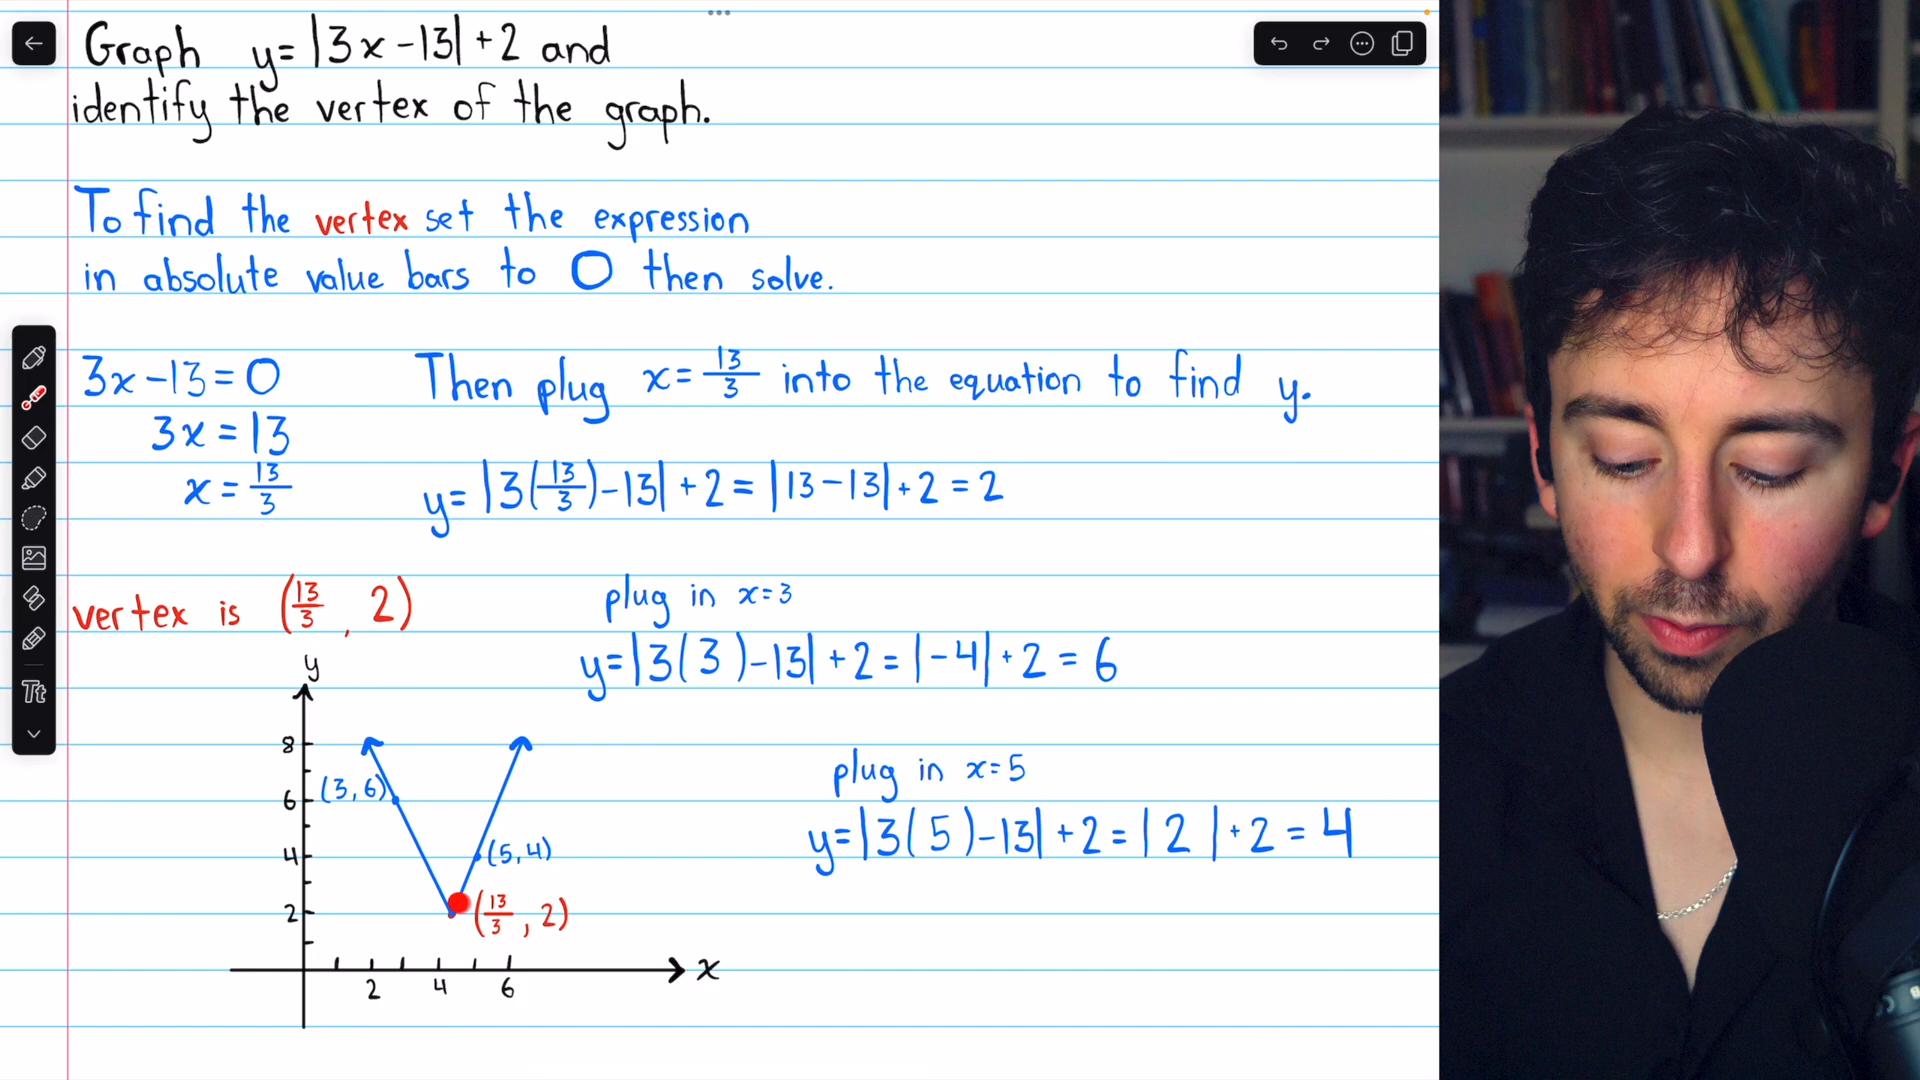 Graph y = |3x - 13| + 2 and
identify the vertex of the graph.
To find the vertex set the expression
in absolute value bars to 0 then solve.
3x - 13 = 0
3x = 13
x = 13/3
Then plug x = 13/3 into the equation to find y.
y = |3(13/3) - 13| + 2 = |13 - 13| + 2 = 2
vertex is (13/3, 2)
plug in x = 3
y = |3(3) - 13| + 2 = |-4| + 2 = 6
plug in x = 5
y = |3(5) - 13| + 2 = |2| + 2 = 4
y
8
(3, 6)
6
4
(5, 4)
2
(13/3, 2)
x
2 4 6
Tt